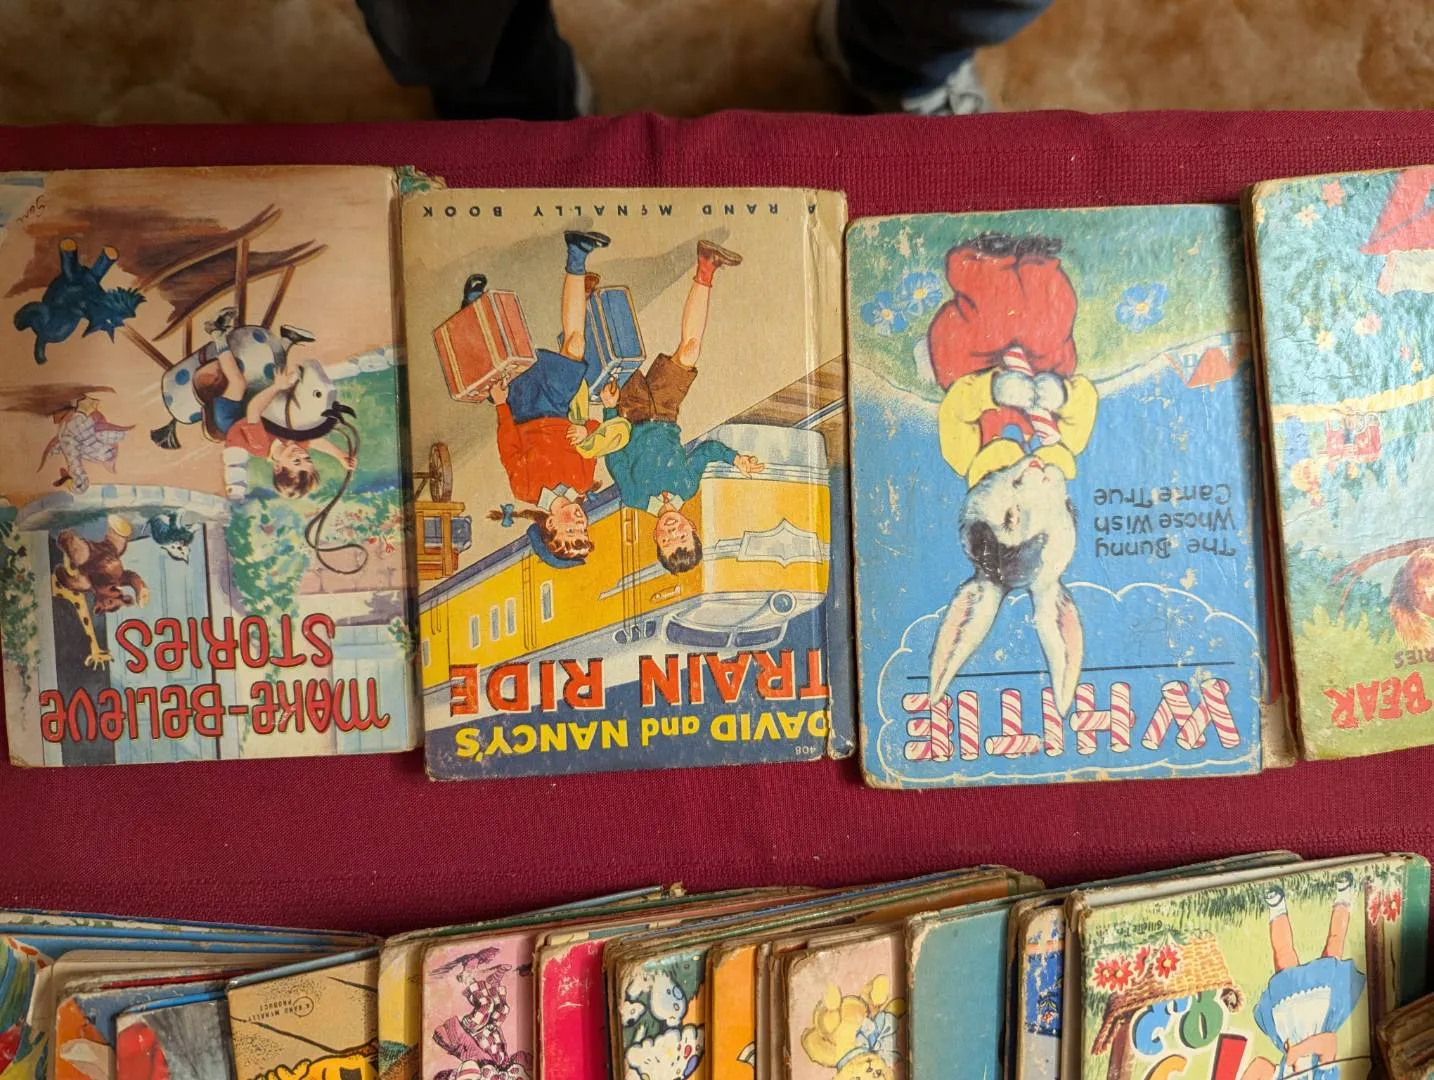 MAKE-BELIEVE
STORIES
408
DAVID and NANCY'S
TRAIN RIDE
A RAND McNALLY BOOK
WHITIE
The Bunny
Whose Wish
Came True
BEAR
A RAND McNALLY
PRODUCT